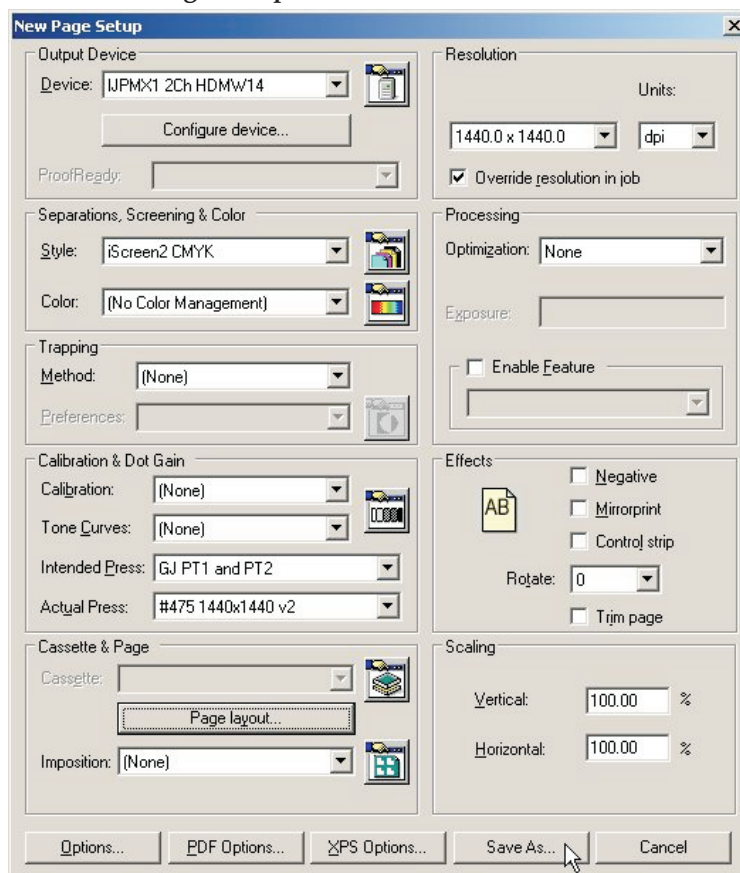 New Page Setup
Output Device
Device: IJPMX1 2Ch HDMW14
Configure device...
ProofReady:
Separations, Screening & Color
Style: iScreen2 CMYK
Color: (No Color Management)
Trapping
Method: (None)
Preferences:
Calibration & Dot Gain
Calibration: (None)
Tone Curves: (None)
Intended Press: GJ PT1 and PT2
Actual Press: #475 1440x1440 v2
Cassette & Page
Cassette:
Page layout...
Imposition: (None)
Resolution
Units:
1440.0 x 1440.0 dpi
Override resolution in job
Processing
Optimization: None
Exposure:
Enable Feature
Effects
AB
Negative
Mirrorprint
Control strip
Rotate: 0
Trim page
Scaling
Vertical: 100.00 %
Horizontal: 100.00 %
Options... PDF Options... XPS Options... Save As... Cancel